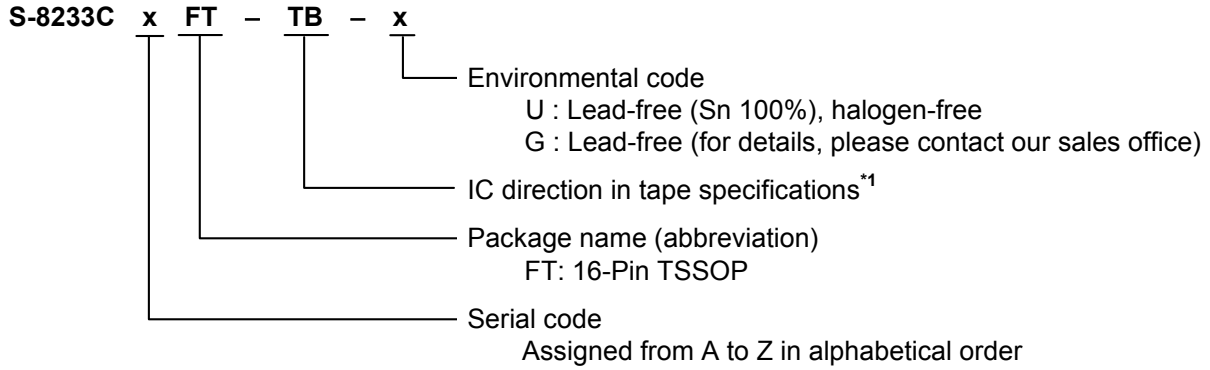 S-8233C x FT – TB – x
Environmental code
U : Lead-free (Sn 100%), halogen-free
G : Lead-free (for details, please contact our sales office)
IC direction in tape specifications*1
Package name (abbreviation)
FT: 16-Pin TSSOP
Serial code
Assigned from A to Z in alphabetical order